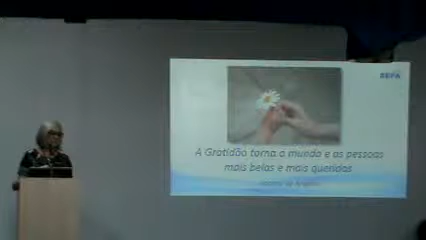 A Gratidão torna o mundo e as pessoas
mais belas e mais queridas